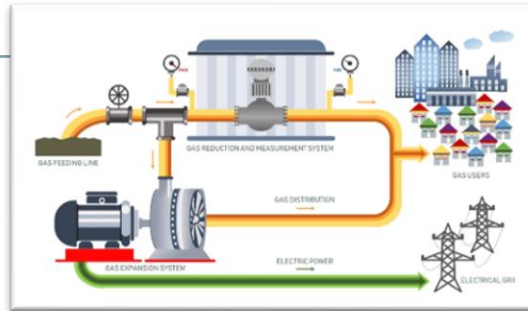 GAS FEEDING LINE
GAS REDUCTION AND MEASUREMENT SYSTEM
GAS USERS
GAS DISTRIBUTION
GAS EXPANSION SYSTEM
ELECTRIC POWER
ELECTRICAL GRID